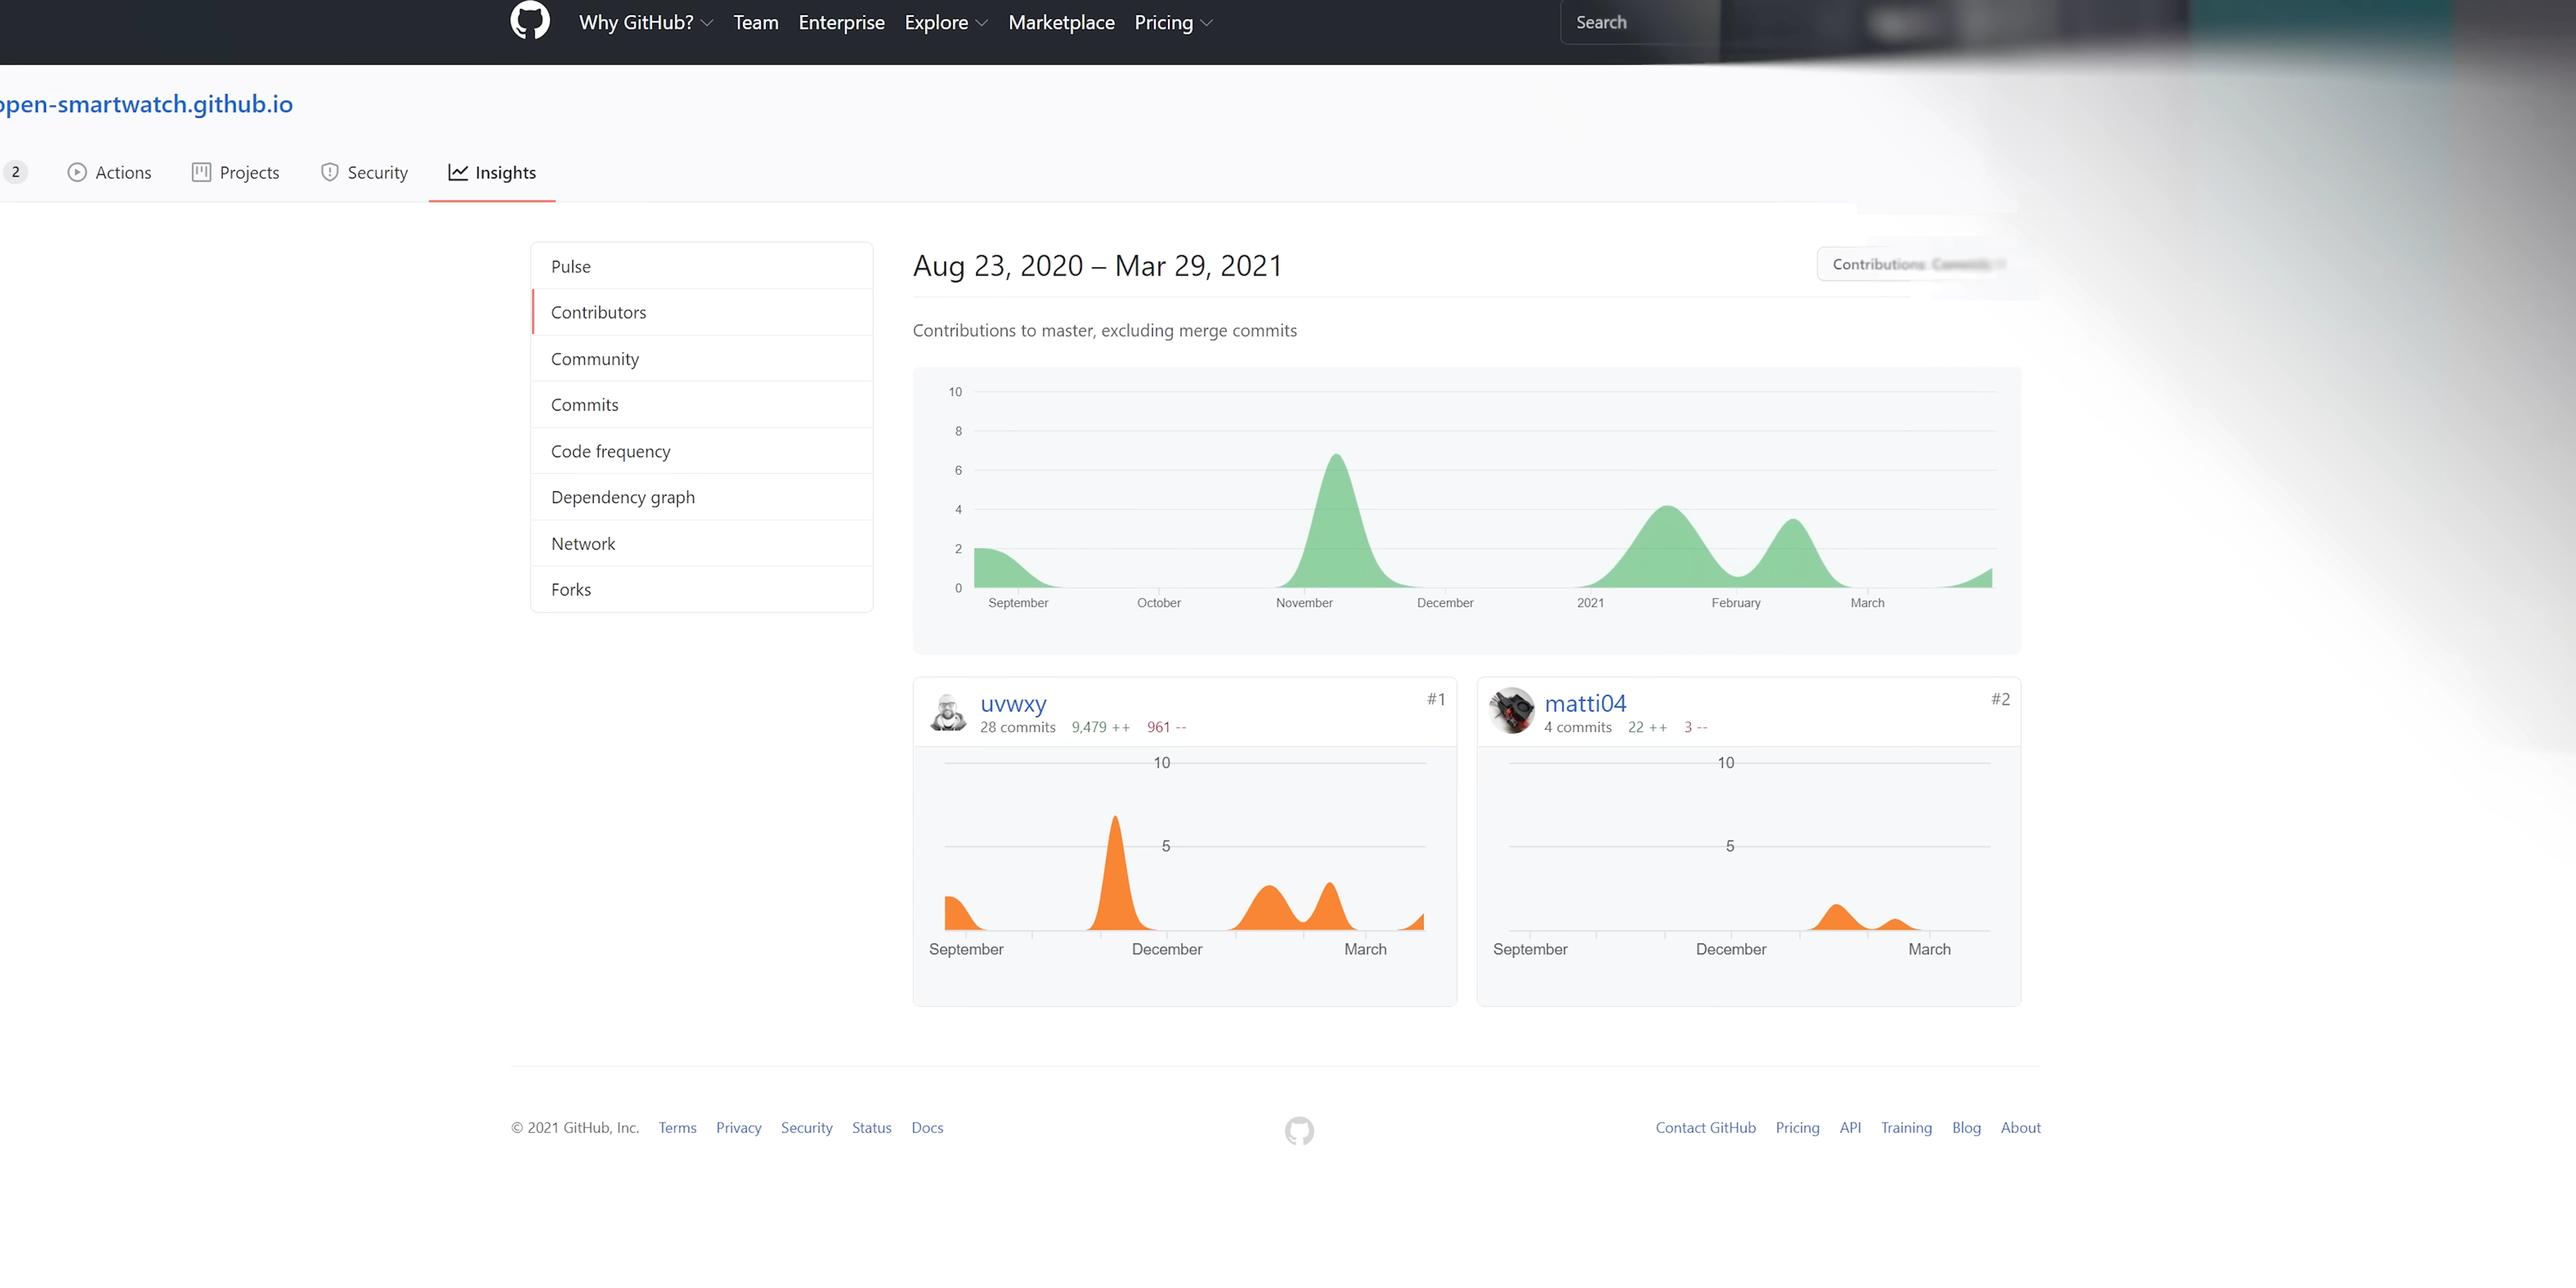 Why GitHub? Team Enterprise Explore Marketplace Pricing Search
open-smartwatch.github.io
2 Actions Projects Security Insights
Pulse
Contributors
Community
Commits
Code frequency
Dependency graph
Network
Forks
Aug 23, 2020 – Mar 29, 2021
Contributions: Commits
Contributions to master, excluding merge commits
10
8
6
4
2
0
September October November December 2021 February March
uvwxy #1
28 commits 9,479 ++ 961 --
10
5
September December March
matti04 #2
4 commits 22 ++ 3 --
10
5
September December March
© 2021 GitHub, Inc. Terms Privacy Security Status Docs
Contact GitHub Pricing API Training Blog About